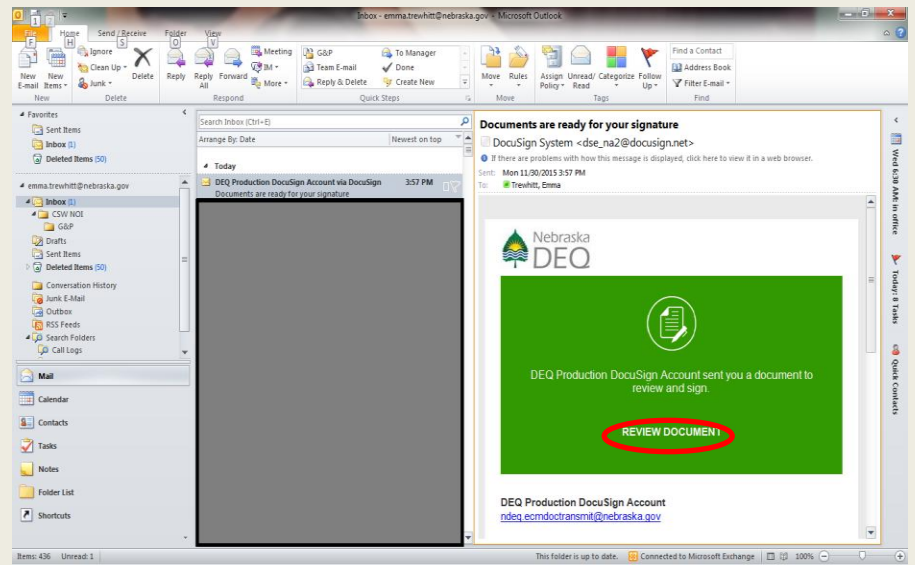 Inbox - emma.trewhitt@nebraska.gov - Microsoft Outlook
1 2
File Home Send / Receive Folder View
F H S O V
New E-mail
New Items
Ignore
Clean Up
Junk
Delete
Reply
Reply All
Forward
Meeting
IM
More
G&P
Team E-mail
Reply & Delete
To Manager
Done
Create New
Move
Rules
Assign Policy
Unread/ Read
Categorize
Follow Up
Find a Contact
Address Book
Filter E-mail
New Delete Respond Quick Steps Move Tags Find
Favorites
Sent Items
Inbox (1)
Deleted Items (50)
emma.trewhitt@nebraska.gov
Inbox (1)
CSW NOI
G&P
Drafts
Sent Items
Deleted Items (50)
Conversation History
Junk E-Mail
Outbox
RSS Feeds
Search Folders
Call Logs
Mail
Calendar
Contacts
Tasks
Notes
Folder List
Shortcuts
Search Inbox (Ctrl+E)
Arrange By: Date Newest on top
Today
DEQ Production DocuSign Account via DocuSign 3:57 PM
Documents are ready for your signature
Documents are ready for your signature
DocuSign System <dse_na2@docusign.net>
If there are problems with how this message is displayed, click here to view it in a web browser.
Sent: Mon 11/30/2015 3:57 PM
To: Trewhitt, Emma
Nebraska
DEQ
DEQ Production DocuSign Account sent you a document to
review and sign.
REVIEW DOCUMENT
DEQ Production DocuSign Account
ndeq.ecmdoctransmit@nebraska.gov
Wed 6:39 AM: in office
Today: 8 Tasks
Quick Contacts
Items: 436 Unread: 1
This folder is up to date. Connected to Microsoft Exchange 100%